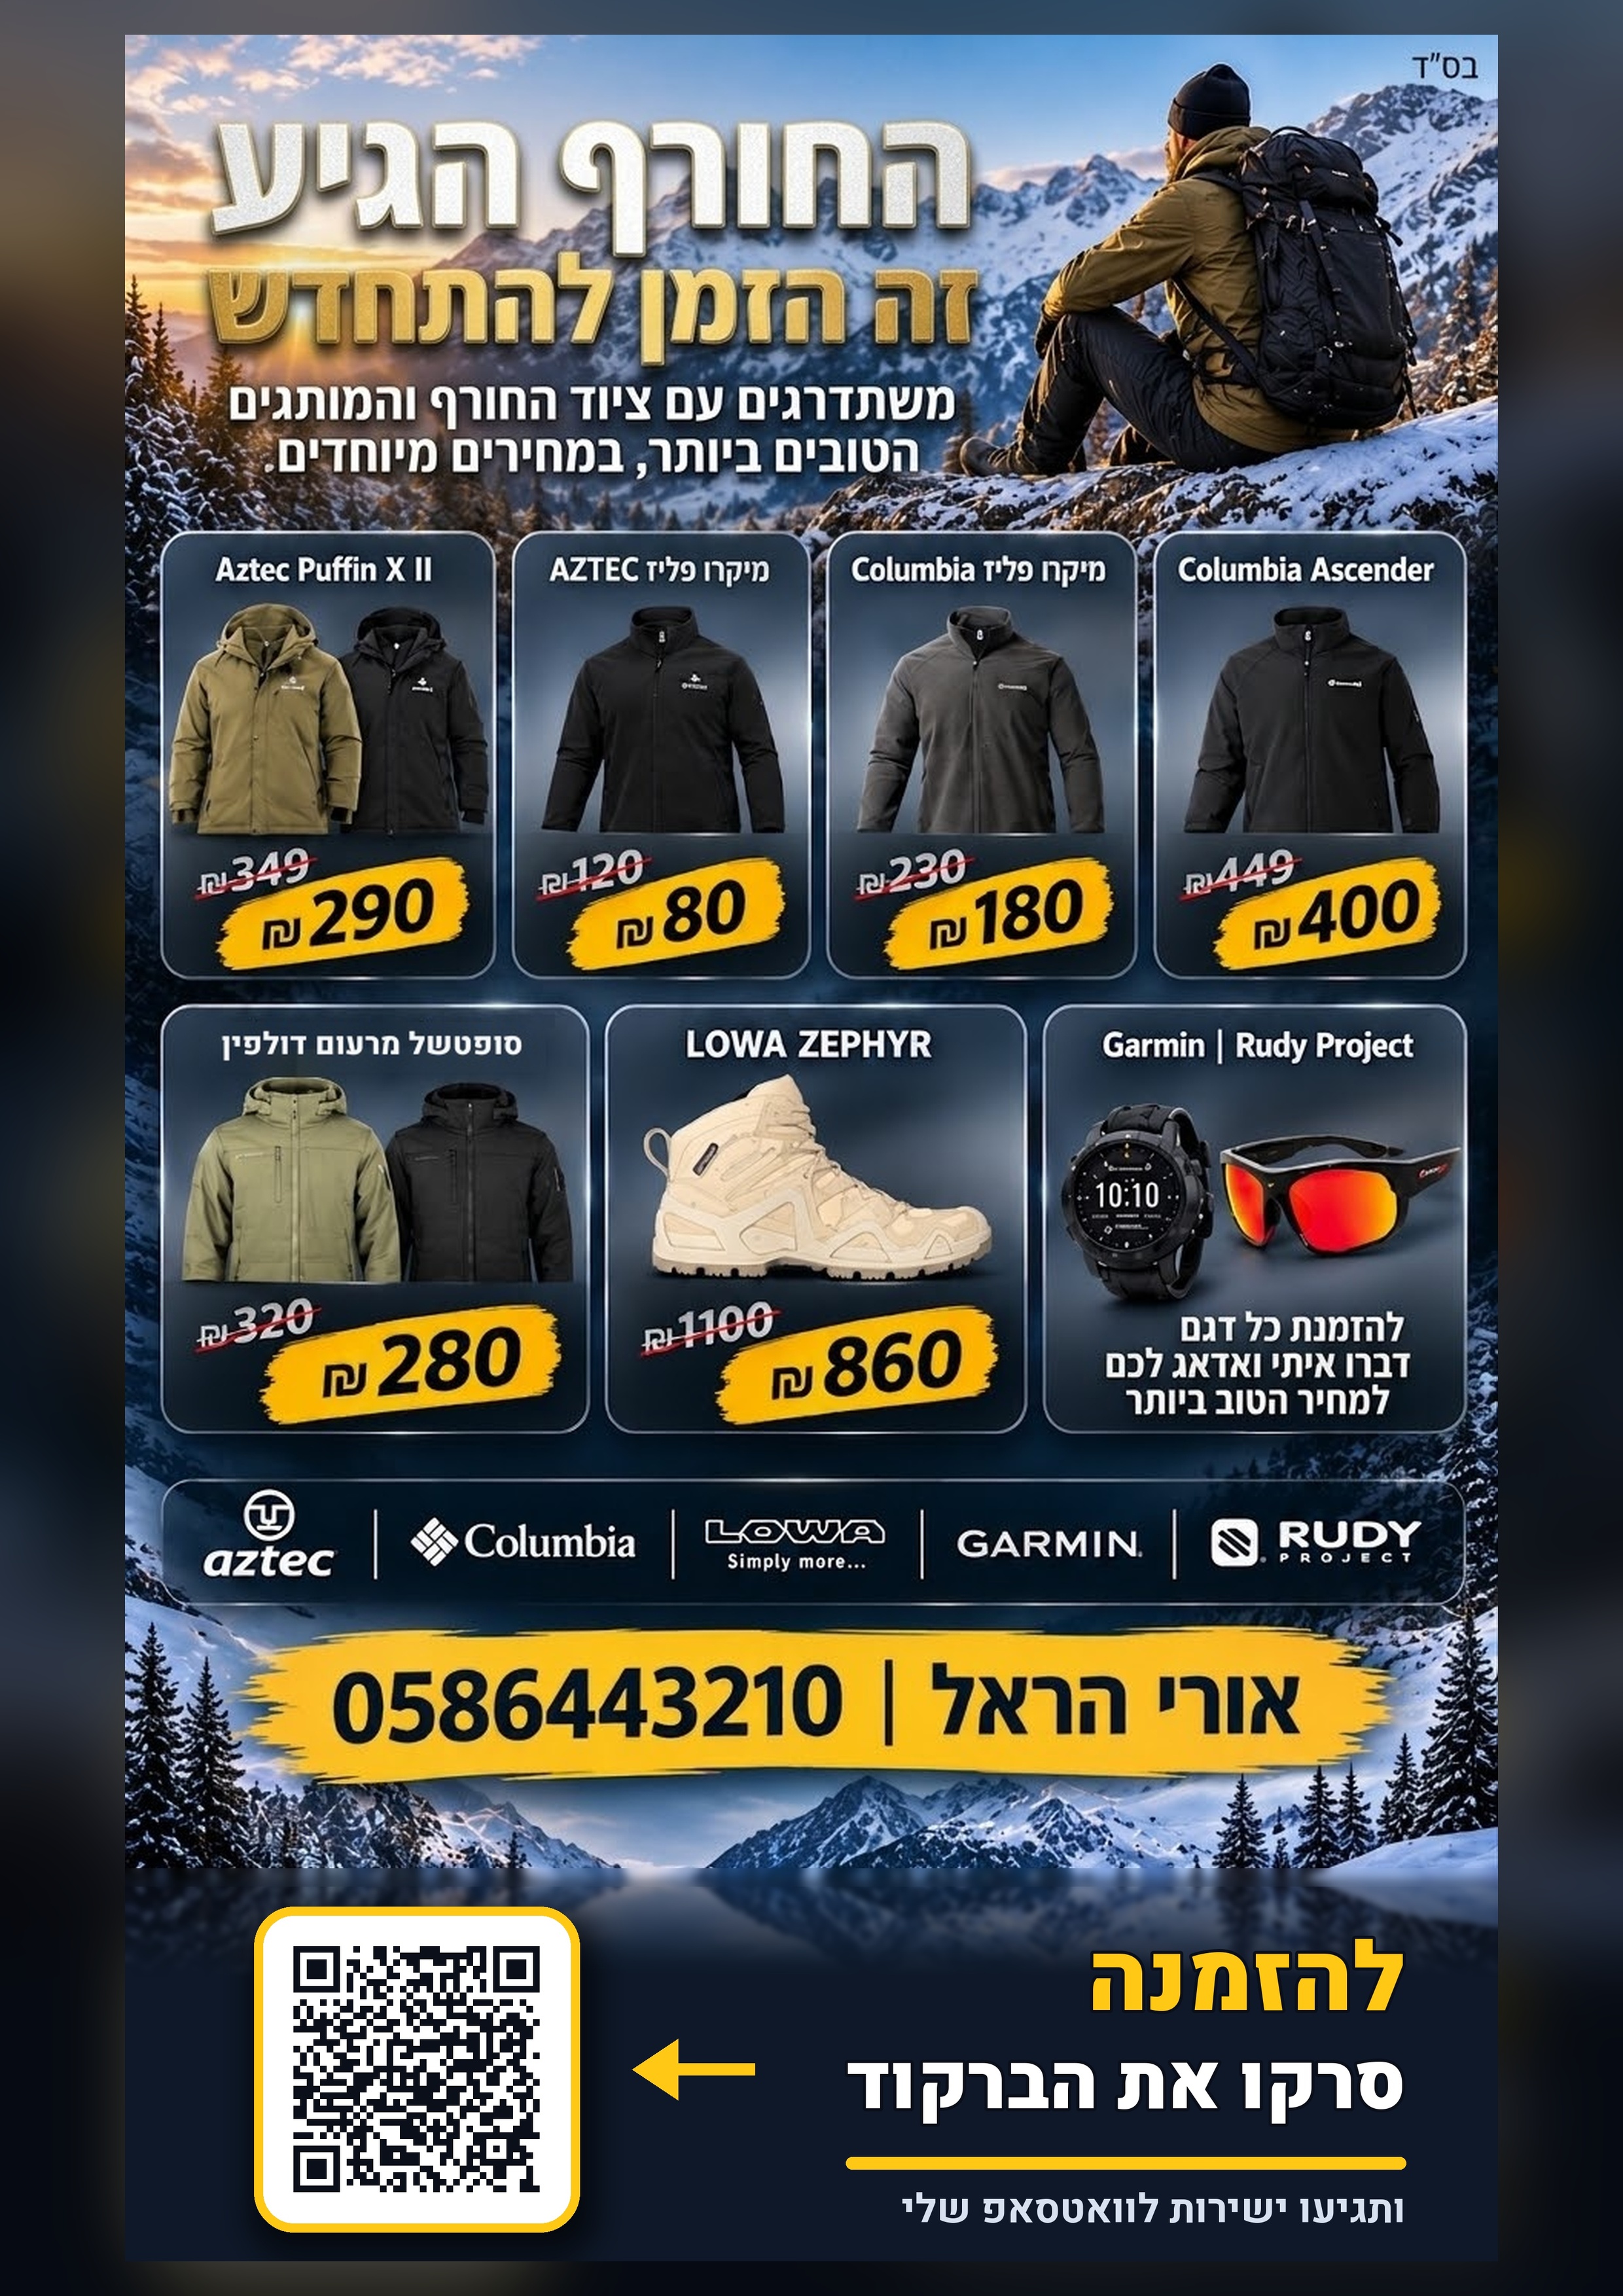 בס"ד
החורף הגיע
זה הזמן להתחדש
משתדרגים עם ציוד החורף והמותגים
הטובים ביותר, במחירים מיוחדים.
Columbia Ascender
₪449
₪400
מיקרו פליז Columbia
₪230
₪180
מיקרו פליז AZTEC
₪120
₪80
Aztec Puffin X II
₪349
₪290
Garmin | Rudy Project
10:10
להזמנת כל דגם
דברו איתי ואדאג לכם
למחיר הטוב ביותר
LOWA ZEPHYR
₪1100
₪860
סופטשל מרעום דולפין
₪320
₪280
aztec | Columbia | LOWA | GARMIN | RUDY
Simply more...
PROJECT
אורי הראל | 0586443210
להזמנה
סרקו את הברקוד
ותגיעו ישירות לוואטסאפ שלי